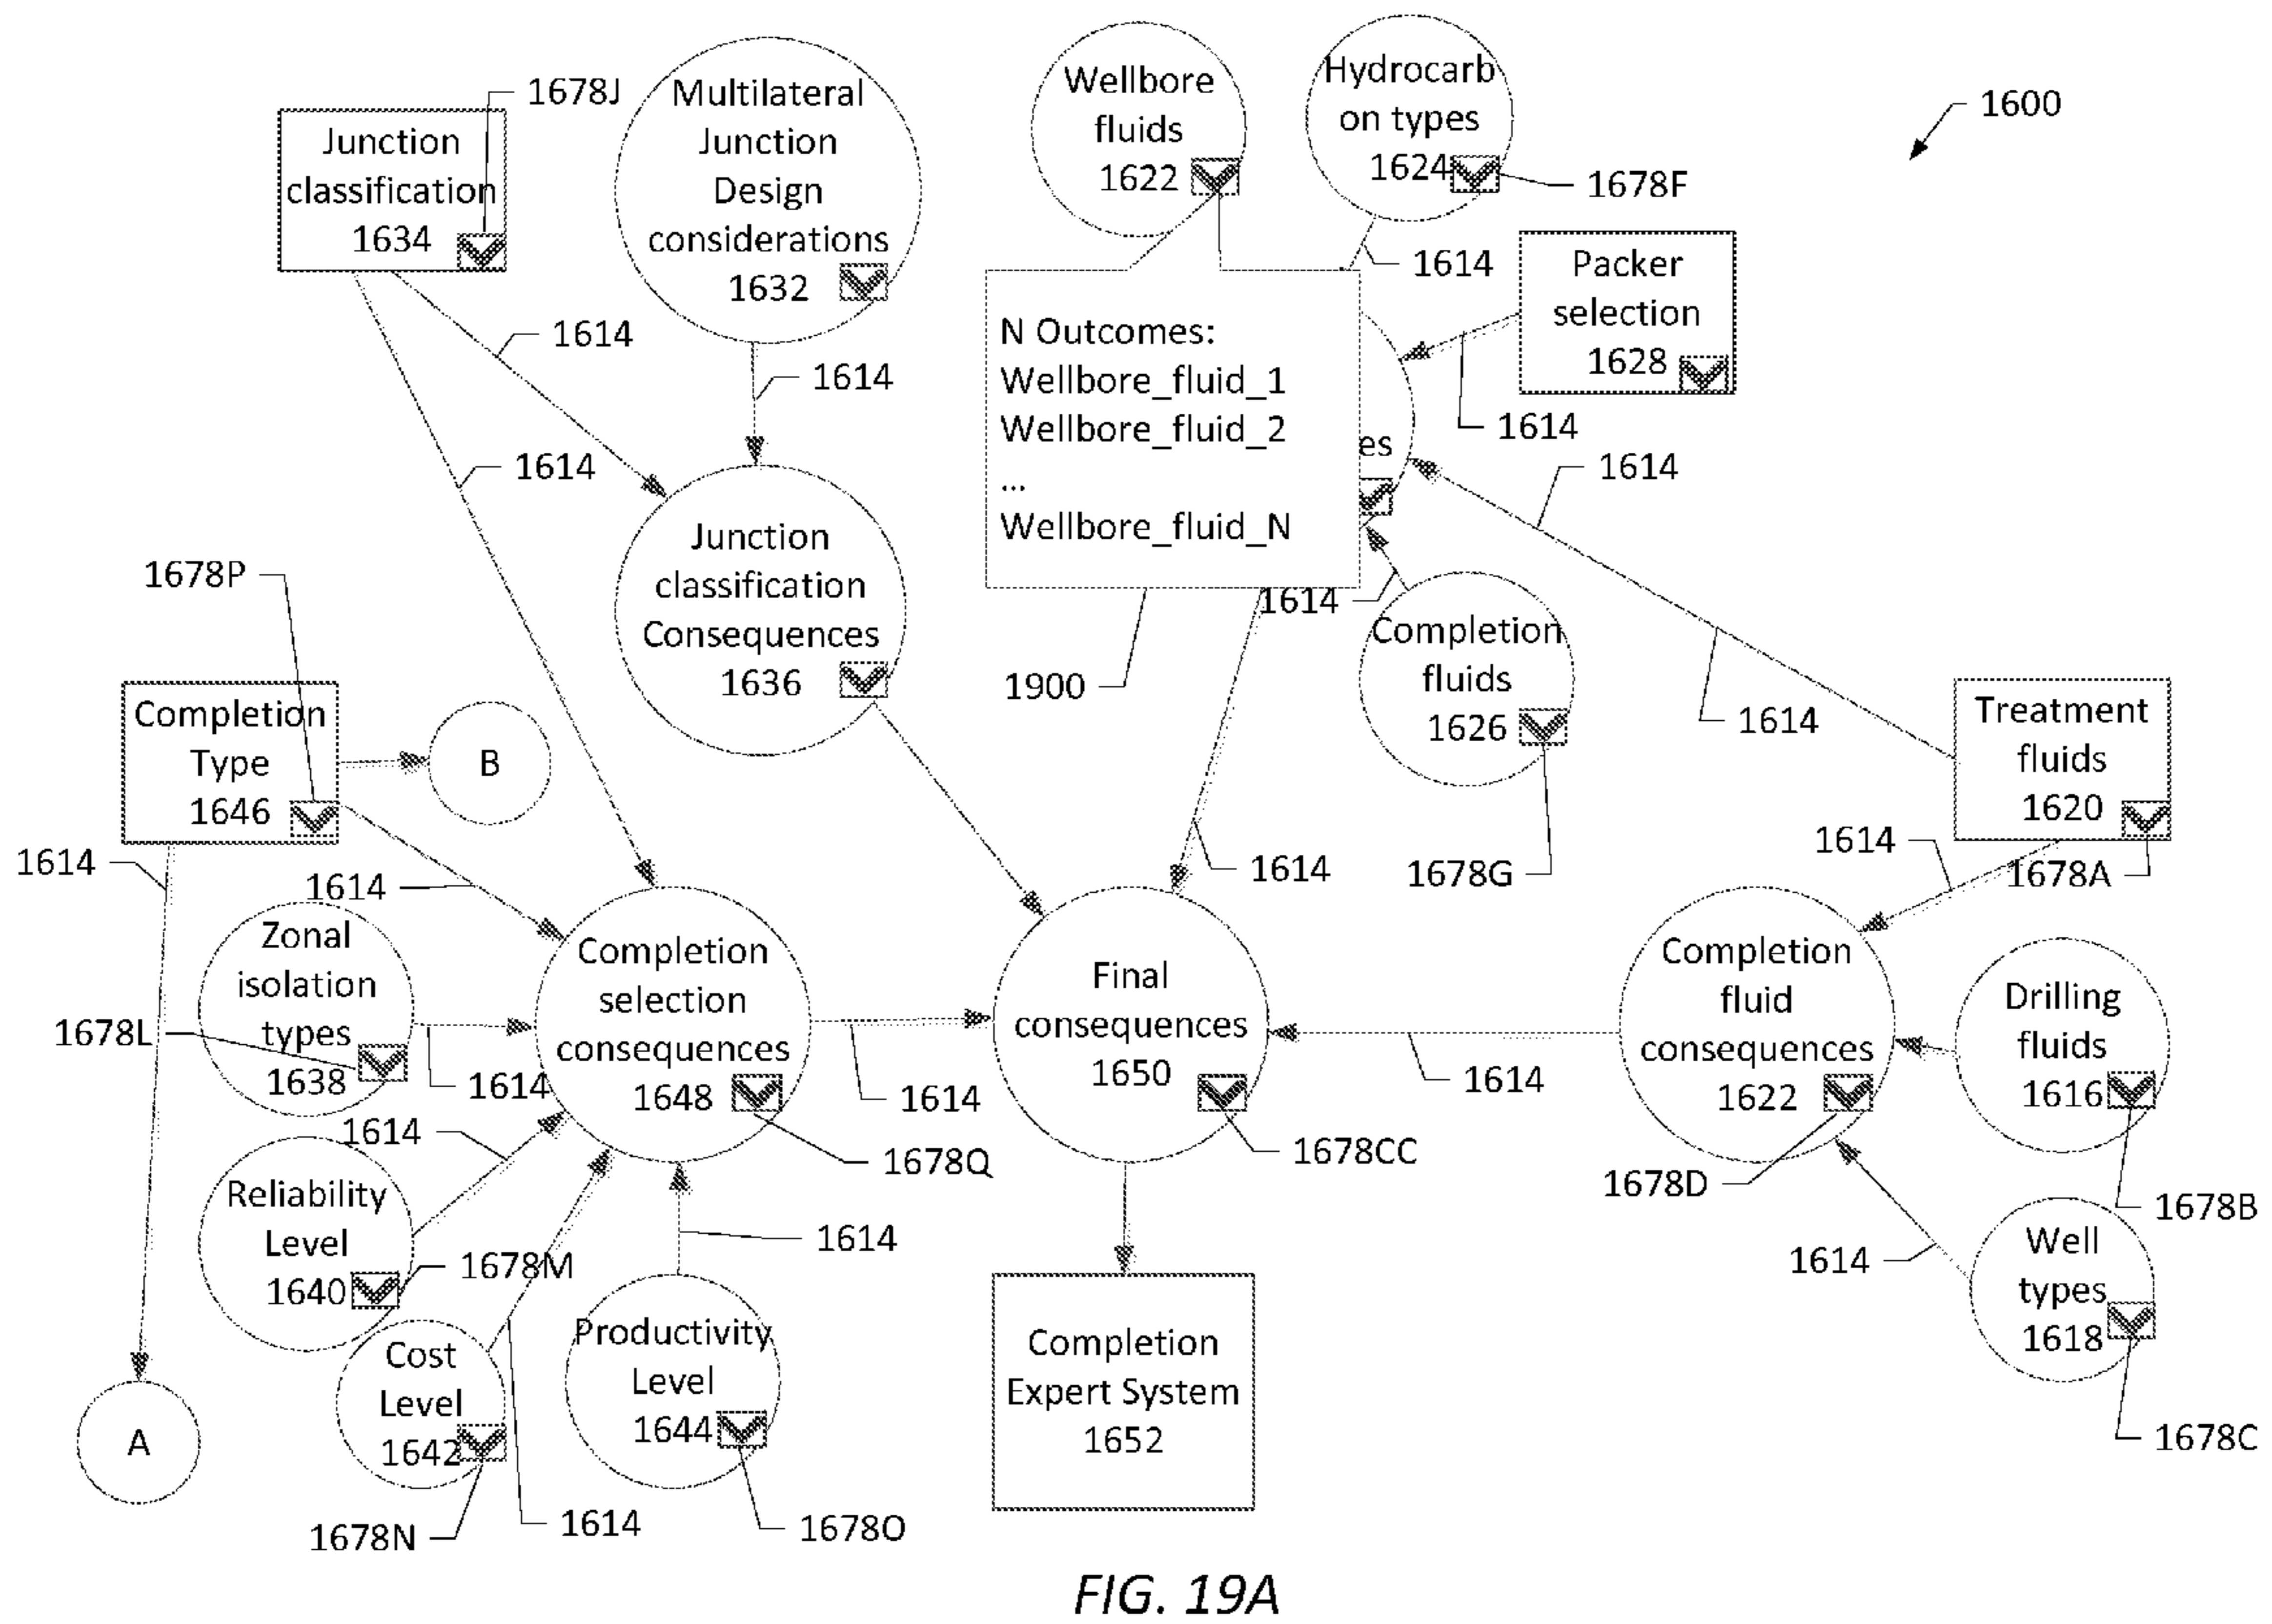 1678J
Junction
classification
1634
Multilateral
Junction
Design
considerations
1632
Wellbore
fluids
1622
Hydrocarb
on types
1624
1678F
1600
1614
Packer
selection
1628
1614
N Outcomes:
Wellbore_fluid_1
Wellbore_fluid_2
...
Wellbore_fluid_N
es
1614
1614
1614
1614
1614
1900
Junction
classification
Consequences
1636
1678P
Completion
Type
1646
B
Completion
fluids
1626
1678G
1614
Treatment
fluids
1620
1678A
1614
1614
1614
1614
1614
Zonal
isolation
types
1638
1678L
1614
Completion
selection
consequences
1648
1678Q
1614
Final
consequences
1650
1678CC
1614
Completion
fluid
consequences
1622
1678D
Drilling
fluids
1616
1678B
1614
Reliability
Level
1640
1678M
1614
Well
types
1618
1678C
1614
Cost
Level
1642
1678N
1614
Productivity
Level
1644
1678O
Completion
Expert System
1652
A
FIG. 19A